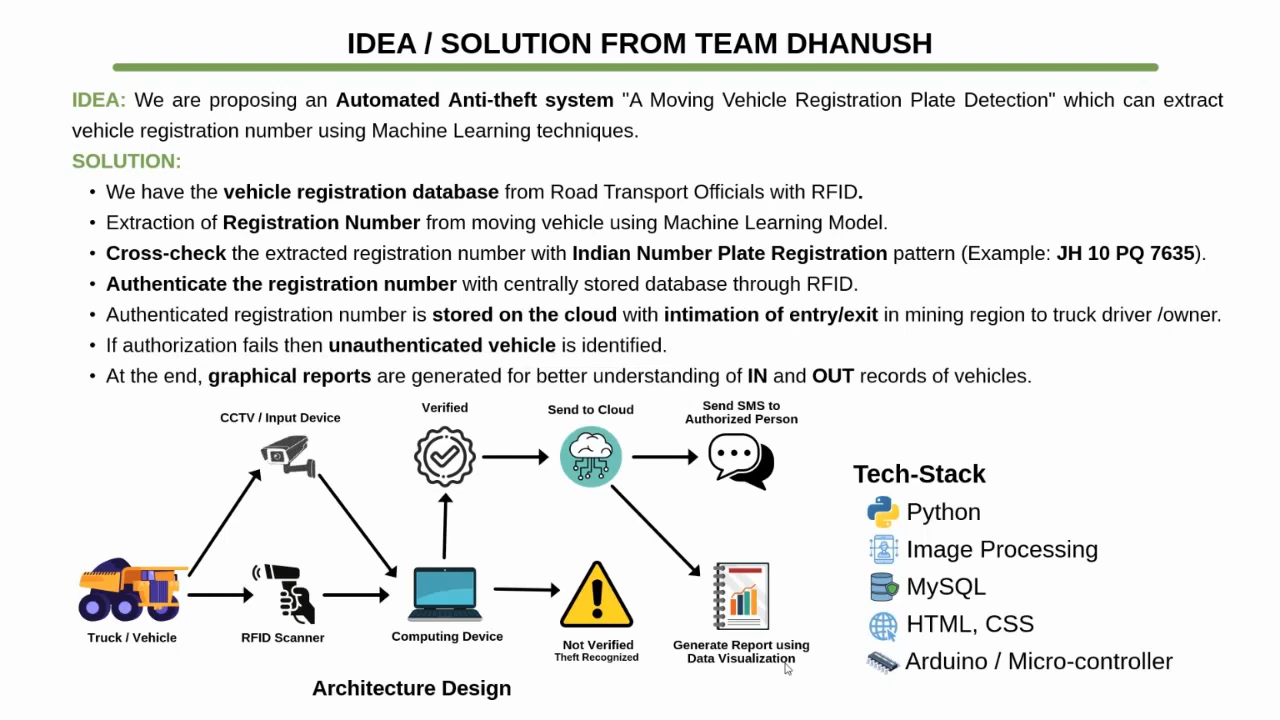 IDEA / SOLUTION FROM TEAM DHANUSH
IDEA: We are proposing an Automated Anti-theft system "A Moving Vehicle Registration Plate Detection" which can extract
vehicle registration number using Machine Learning techniques.
SOLUTION:
• We have the vehicle registration database from Road Transport Officials with RFID.
• Extraction of Registration Number from moving vehicle using Machine Learning Model.
• Cross-check the extracted registration number with Indian Number Plate Registration pattern (Example: JH 10 PQ 7635).
• Authenticate the registration number with centrally stored database through RFID.
• Authenticated registration number is stored on the cloud with intimation of entry/exit in mining region to truck driver /owner.
• If authorization fails then unauthenticated vehicle is identified.
• At the end, graphical reports are generated for better understanding of IN and OUT records of vehicles.
CCTV / Input Device
Verified
Send to Cloud
Send SMS to
Authorized Person
Truck / Vehicle
RFID Scanner
Computing Device
Not Verified
Theft Recognized
Generate Report using
Data Visualization
Architecture Design
Tech-Stack
Python
Image Processing
MySQL
HTML, CSS
Arduino / Micro-controller